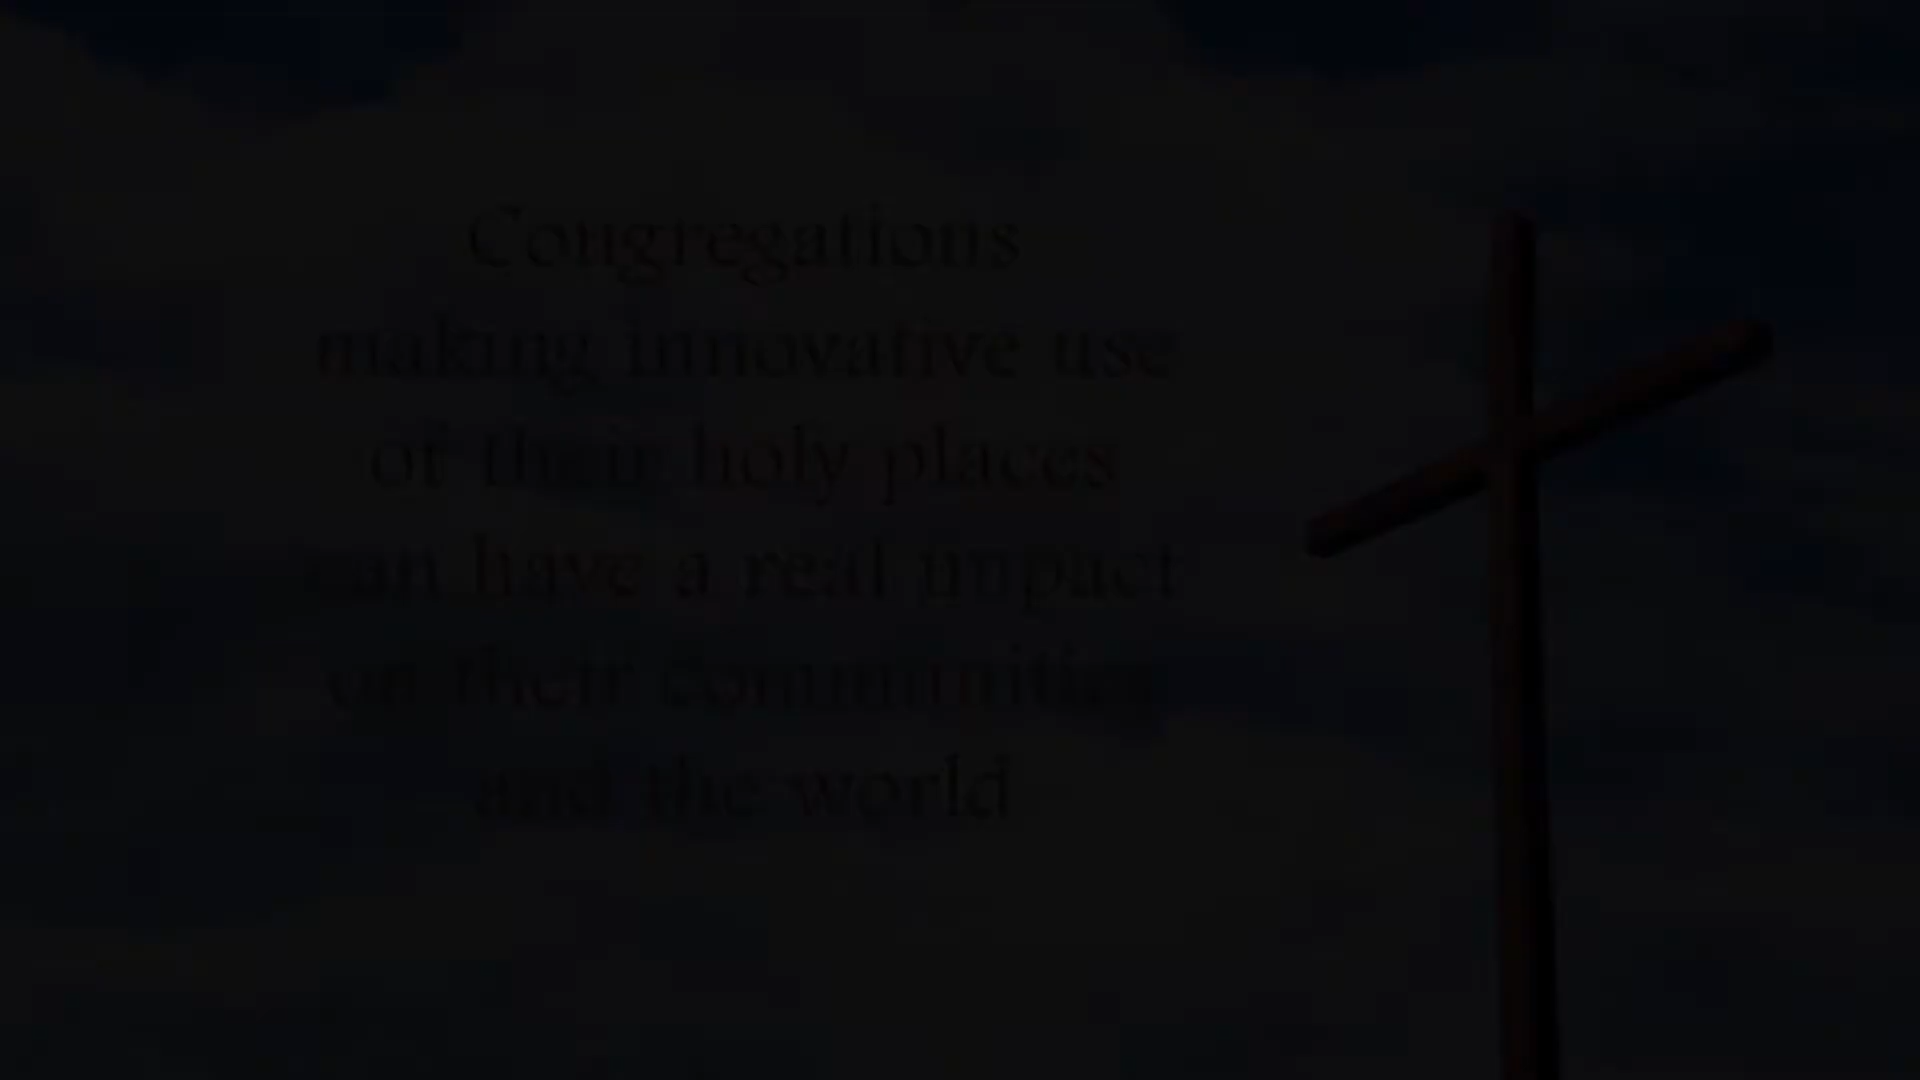 Congregations
making innovative use
of their holy places
can have a real impact
on their communities
and the world